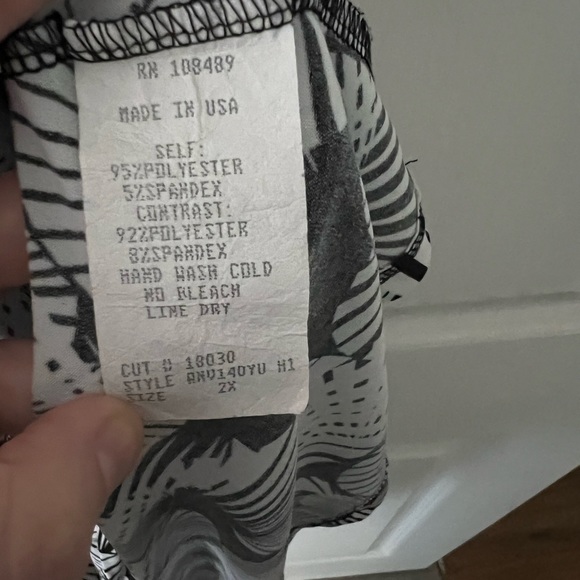 RN 108489
MADE IN USA
SELF:
95%POLYESTER
5%SPANDEX
CONTRAST:
92%POLYESTER
8%SPANDEX
HAND WASH COLD
NO BLEACH
LINE DRY
CUT # 18030
STYLE ANV140YU H1
SIZE 2X